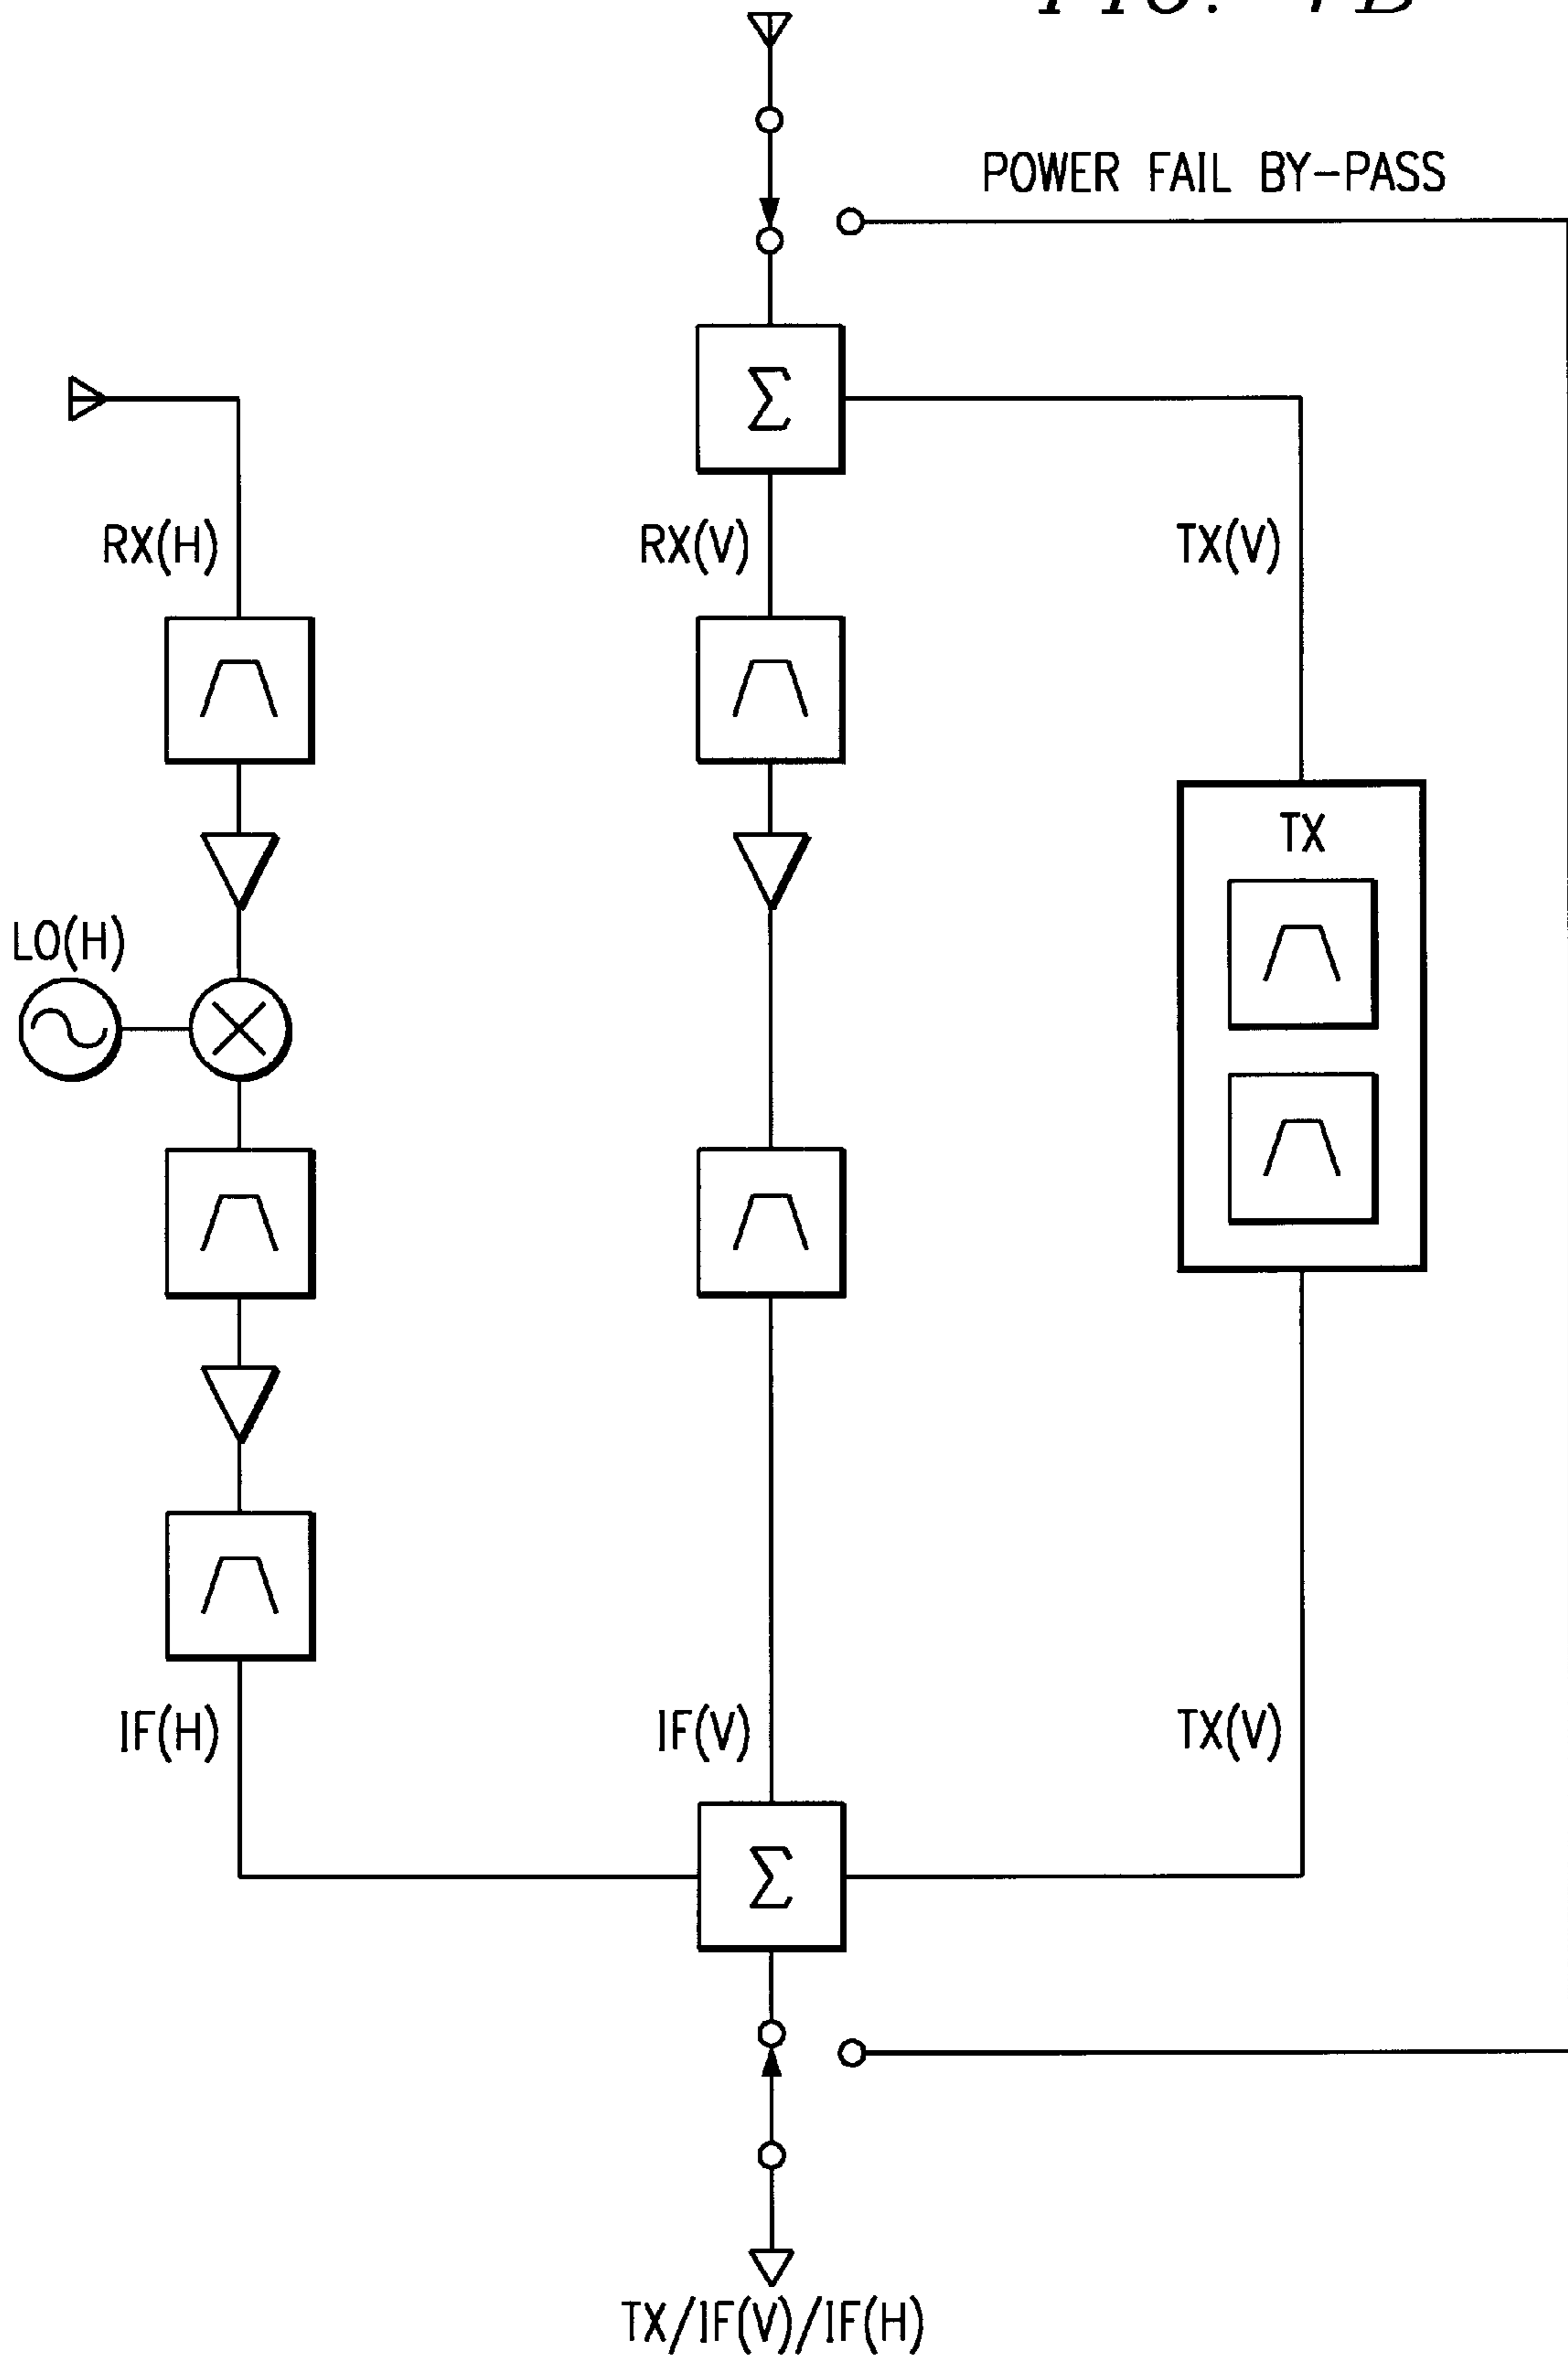 POWER FAIL BY-PASS
Σ
RX(H)
RX(V)
TX(V)
TX
LO(H)
IF(H)
IF(V)
TX(V)
Σ
TX/IF(V)/IF(H)